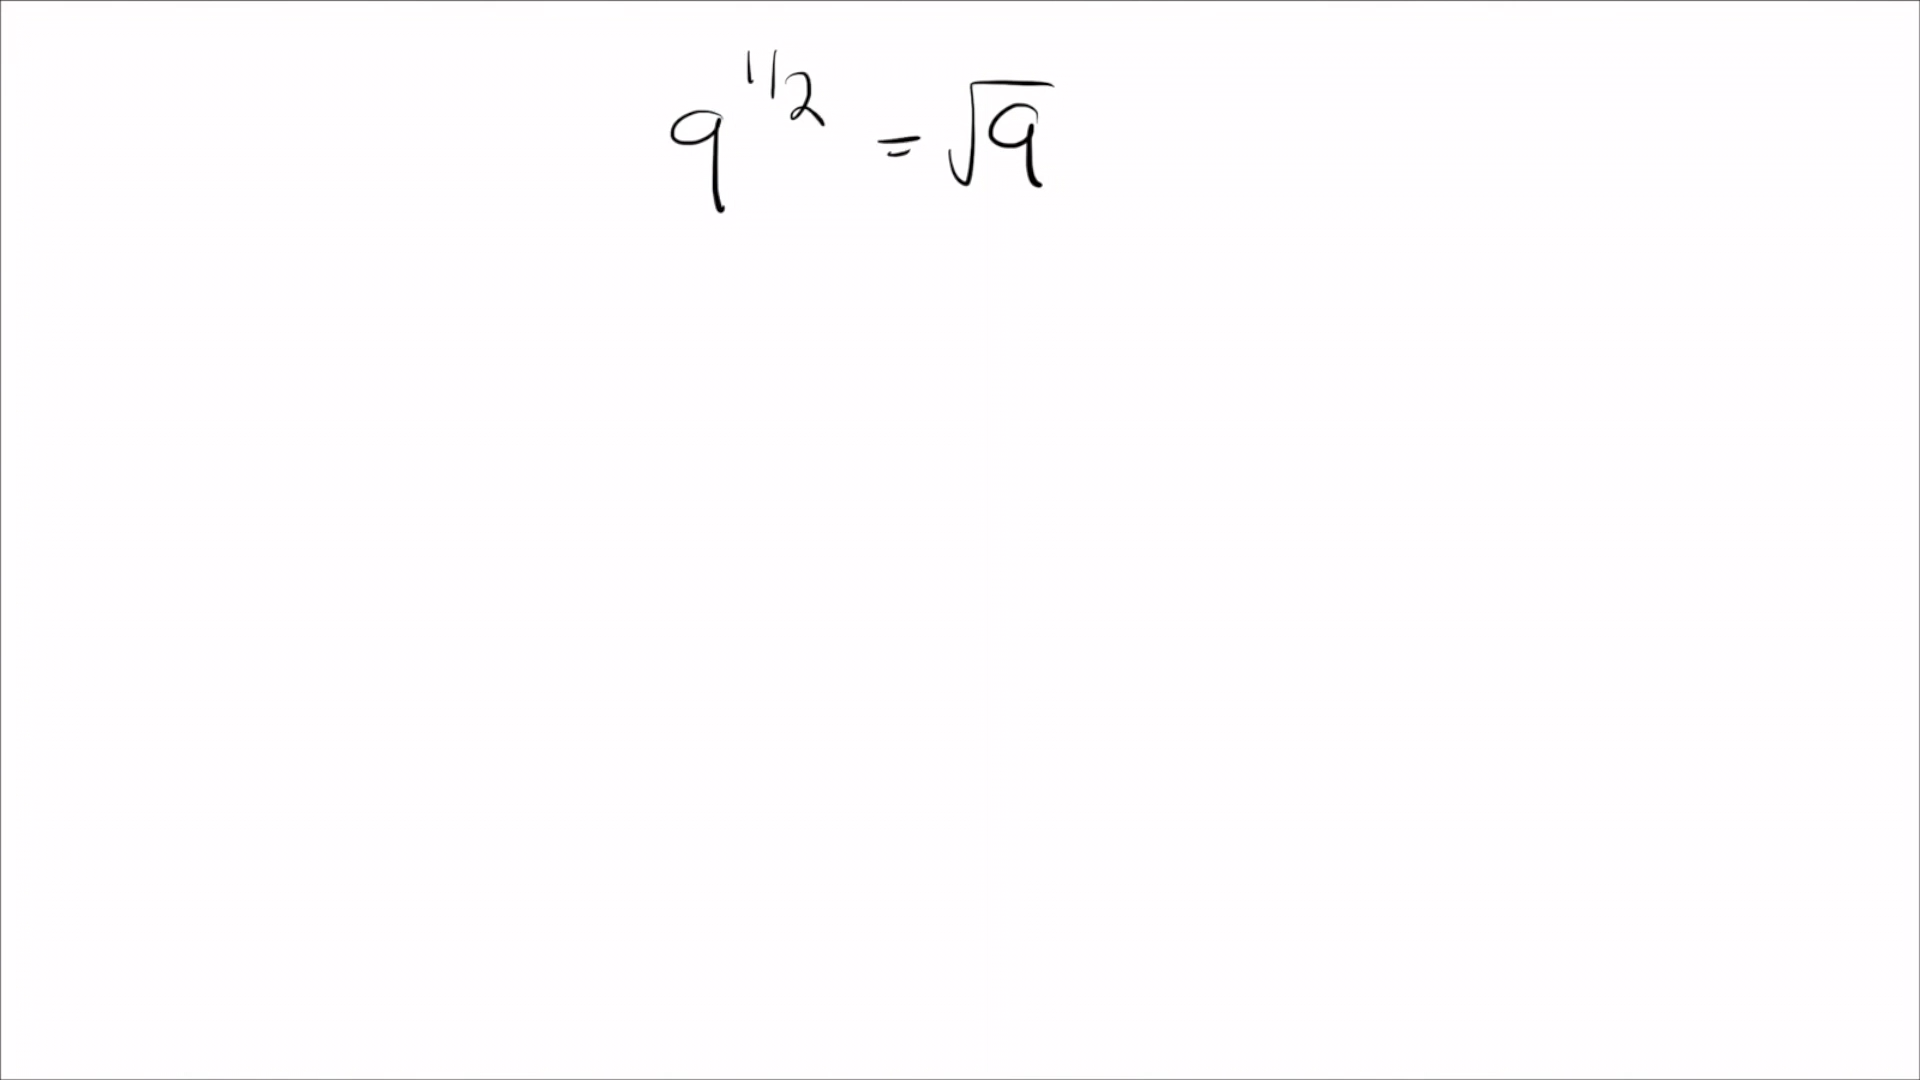 9^{1/2} = √9